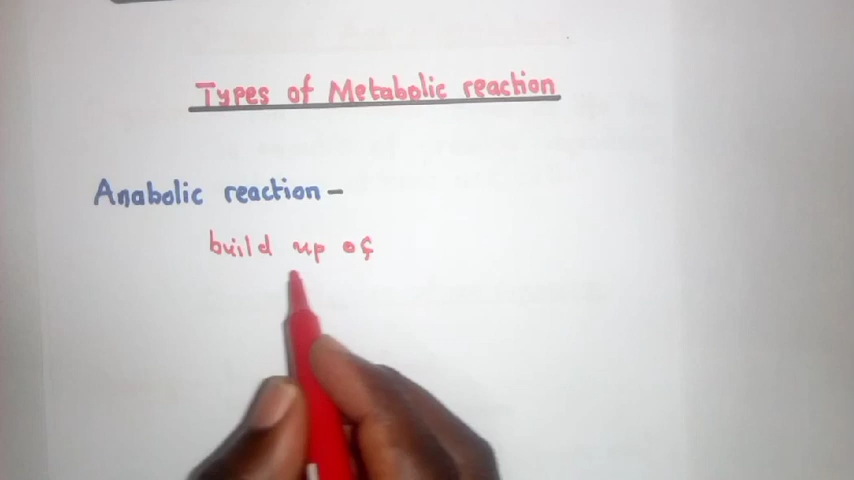 Types of Metabolic reaction
Anabolic reaction-
build up of